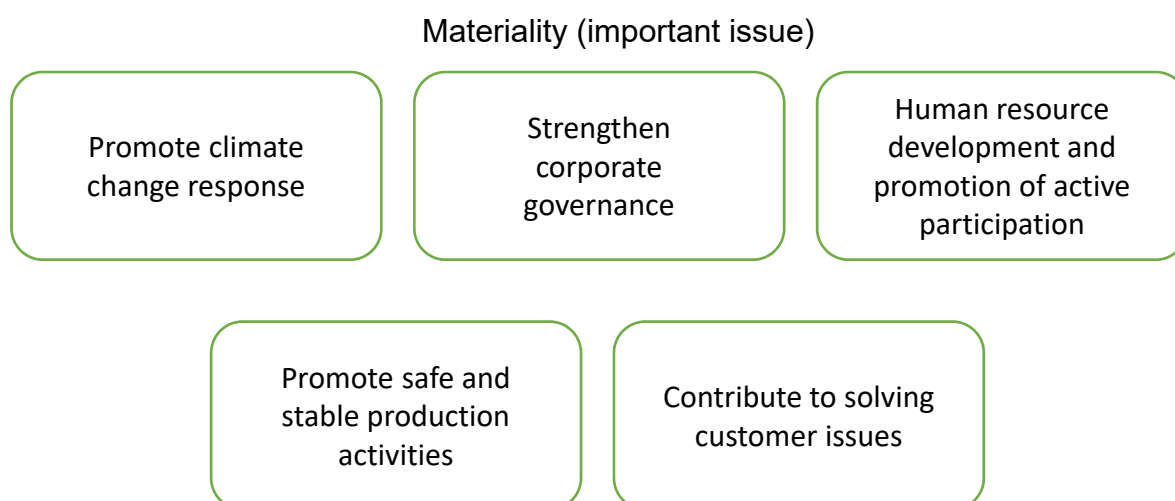 Materiality (important issue)
Promote climate
change response
Strengthen
corporate
governance
Human resource
development and
promotion of active
participation
Promote safe and
stable production
activities
Contribute to solving
customer issues